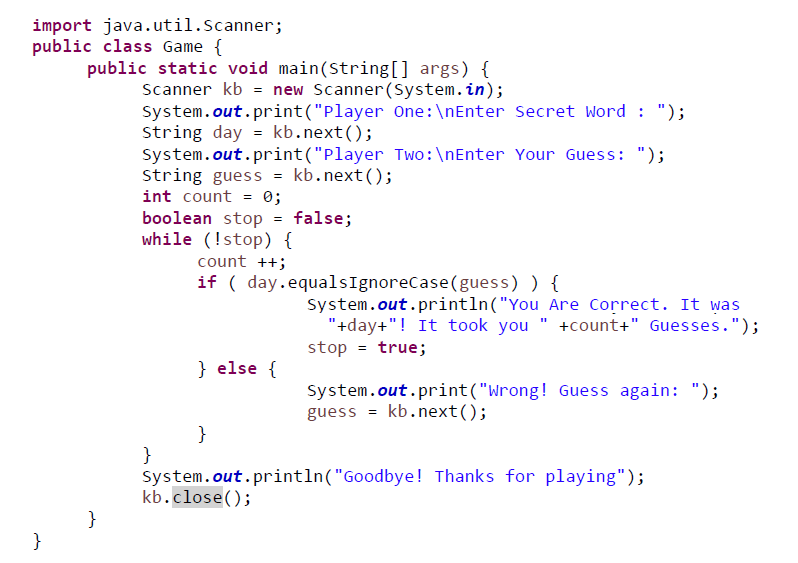 import java.util.Scanner;
public class Game {
public static void main(String[] args) {
Scanner kb = new Scanner(System.in);
System.out.print("Player One:\nEnter Secret Word : ");
String day = kb.next();
System.out.print("Player Two:\nEnter Your Guess: ");
String guess = kb.next();
int count = 0;
boolean stop = false;
while (!stop) {
count ++;
if ( day.equalsIgnoreCase(guess) ) {
System.out.println("You Are Correct. It was
"+day+"! It took you " +count+" Guesses.");
stop = true;
} else {
System.out.print("Wrong! Guess again: ");
guess = kb.next();
}
}
System.out.println("Goodbye! Thanks for playing");
kb.close();
}
}